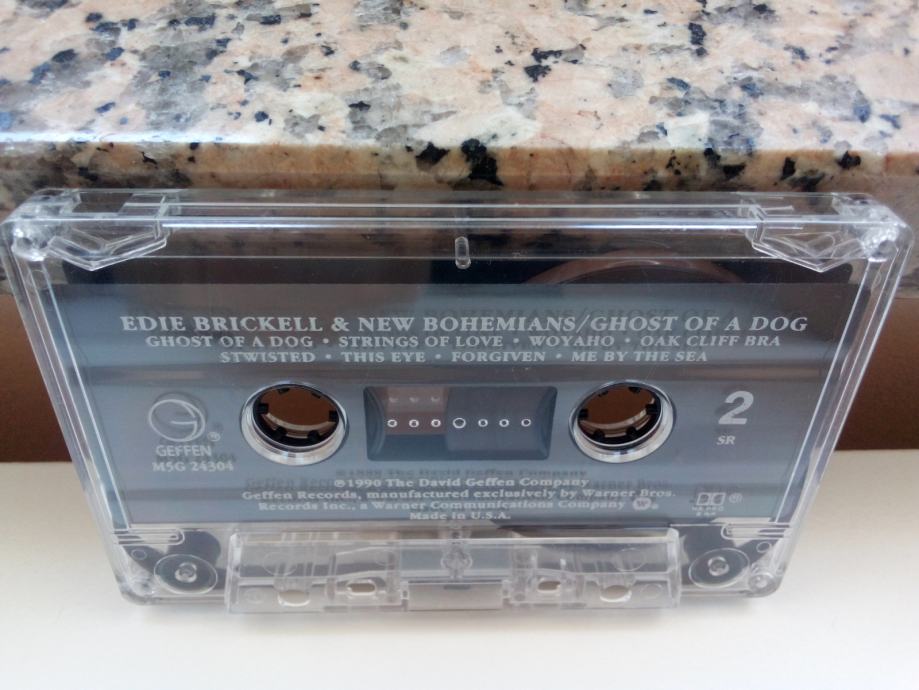 EDIE BRICKELL & NEW BOHEMIANS/GHOST OF A DOG
GHOST OF A DOG • STRINGS OF LOVE • WOYAHO • OAK CLIFF BRA
STWISTED • THIS EYE • FORGIVEN • ME BY THE SEA
GEFFEN®
M5G 24304
2
SR
℗1990 The David Geffen Company
Geffen Records, manufactured exclusively by Warner Bros.
Records Inc., a Warner Communications Company
Made in U.S.A.